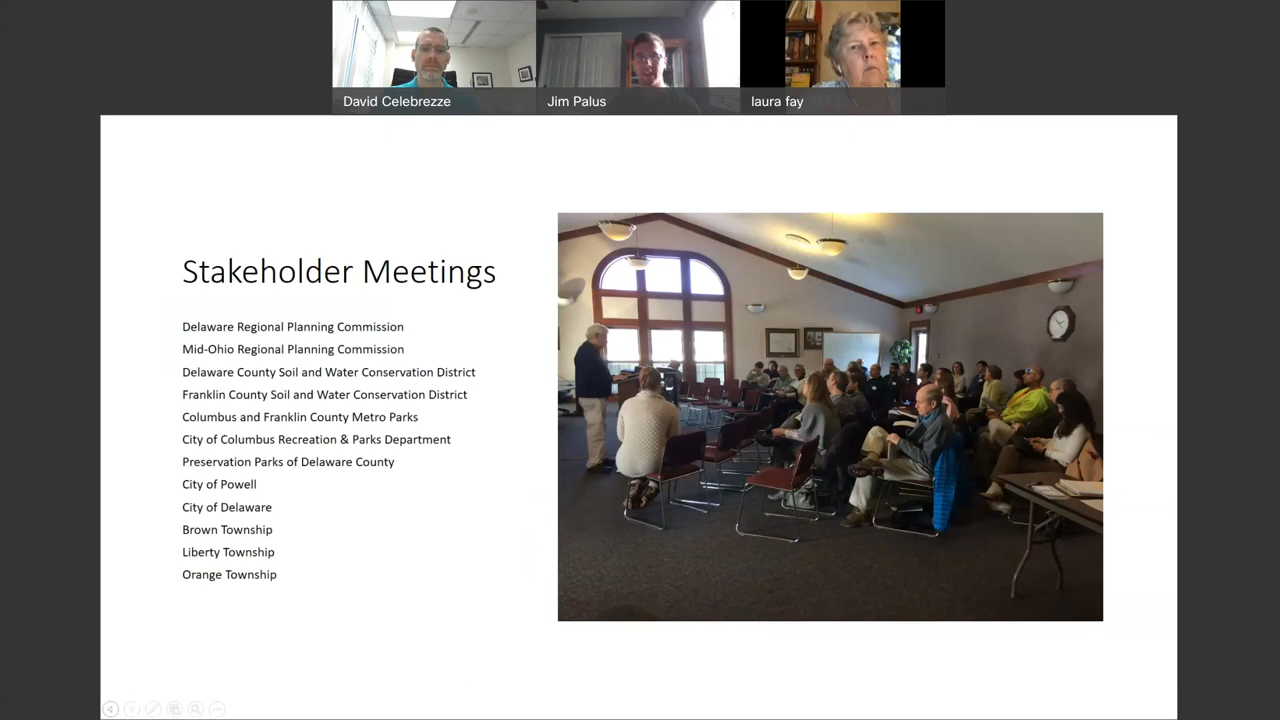 David Celebrezze
Jim Palus
laura fay
Stakeholder Meetings
Delaware Regional Planning Commission
Mid-Ohio Regional Planning Commission
Delaware County Soil and Water Conservation District
Franklin County Soil and Water Conservation District
Columbus and Franklin County Metro Parks
City of Columbus Recreation & Parks Department
Preservation Parks of Delaware County
City of Powell
City of Delaware
Brown Township
Liberty Township
Orange Township